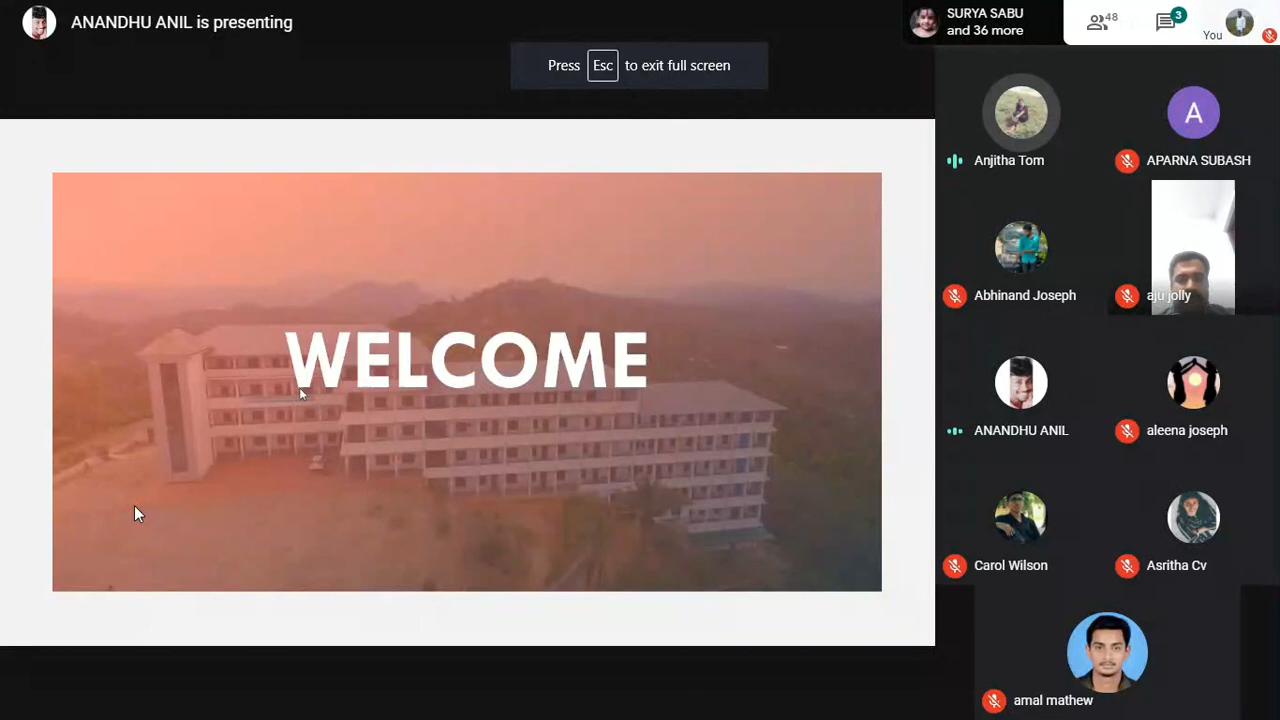 ANANDHU ANIL is presenting
SURYA SABU
and 36 more
48
3
You
Press Esc to exit full screen
Anjitha Tom
A
APARNA SUBASH
Abhinand Joseph
aju jolly
WELCOME
ANANDHU ANIL
aleena joseph
Carol Wilson
Asritha Cv
amal mathew